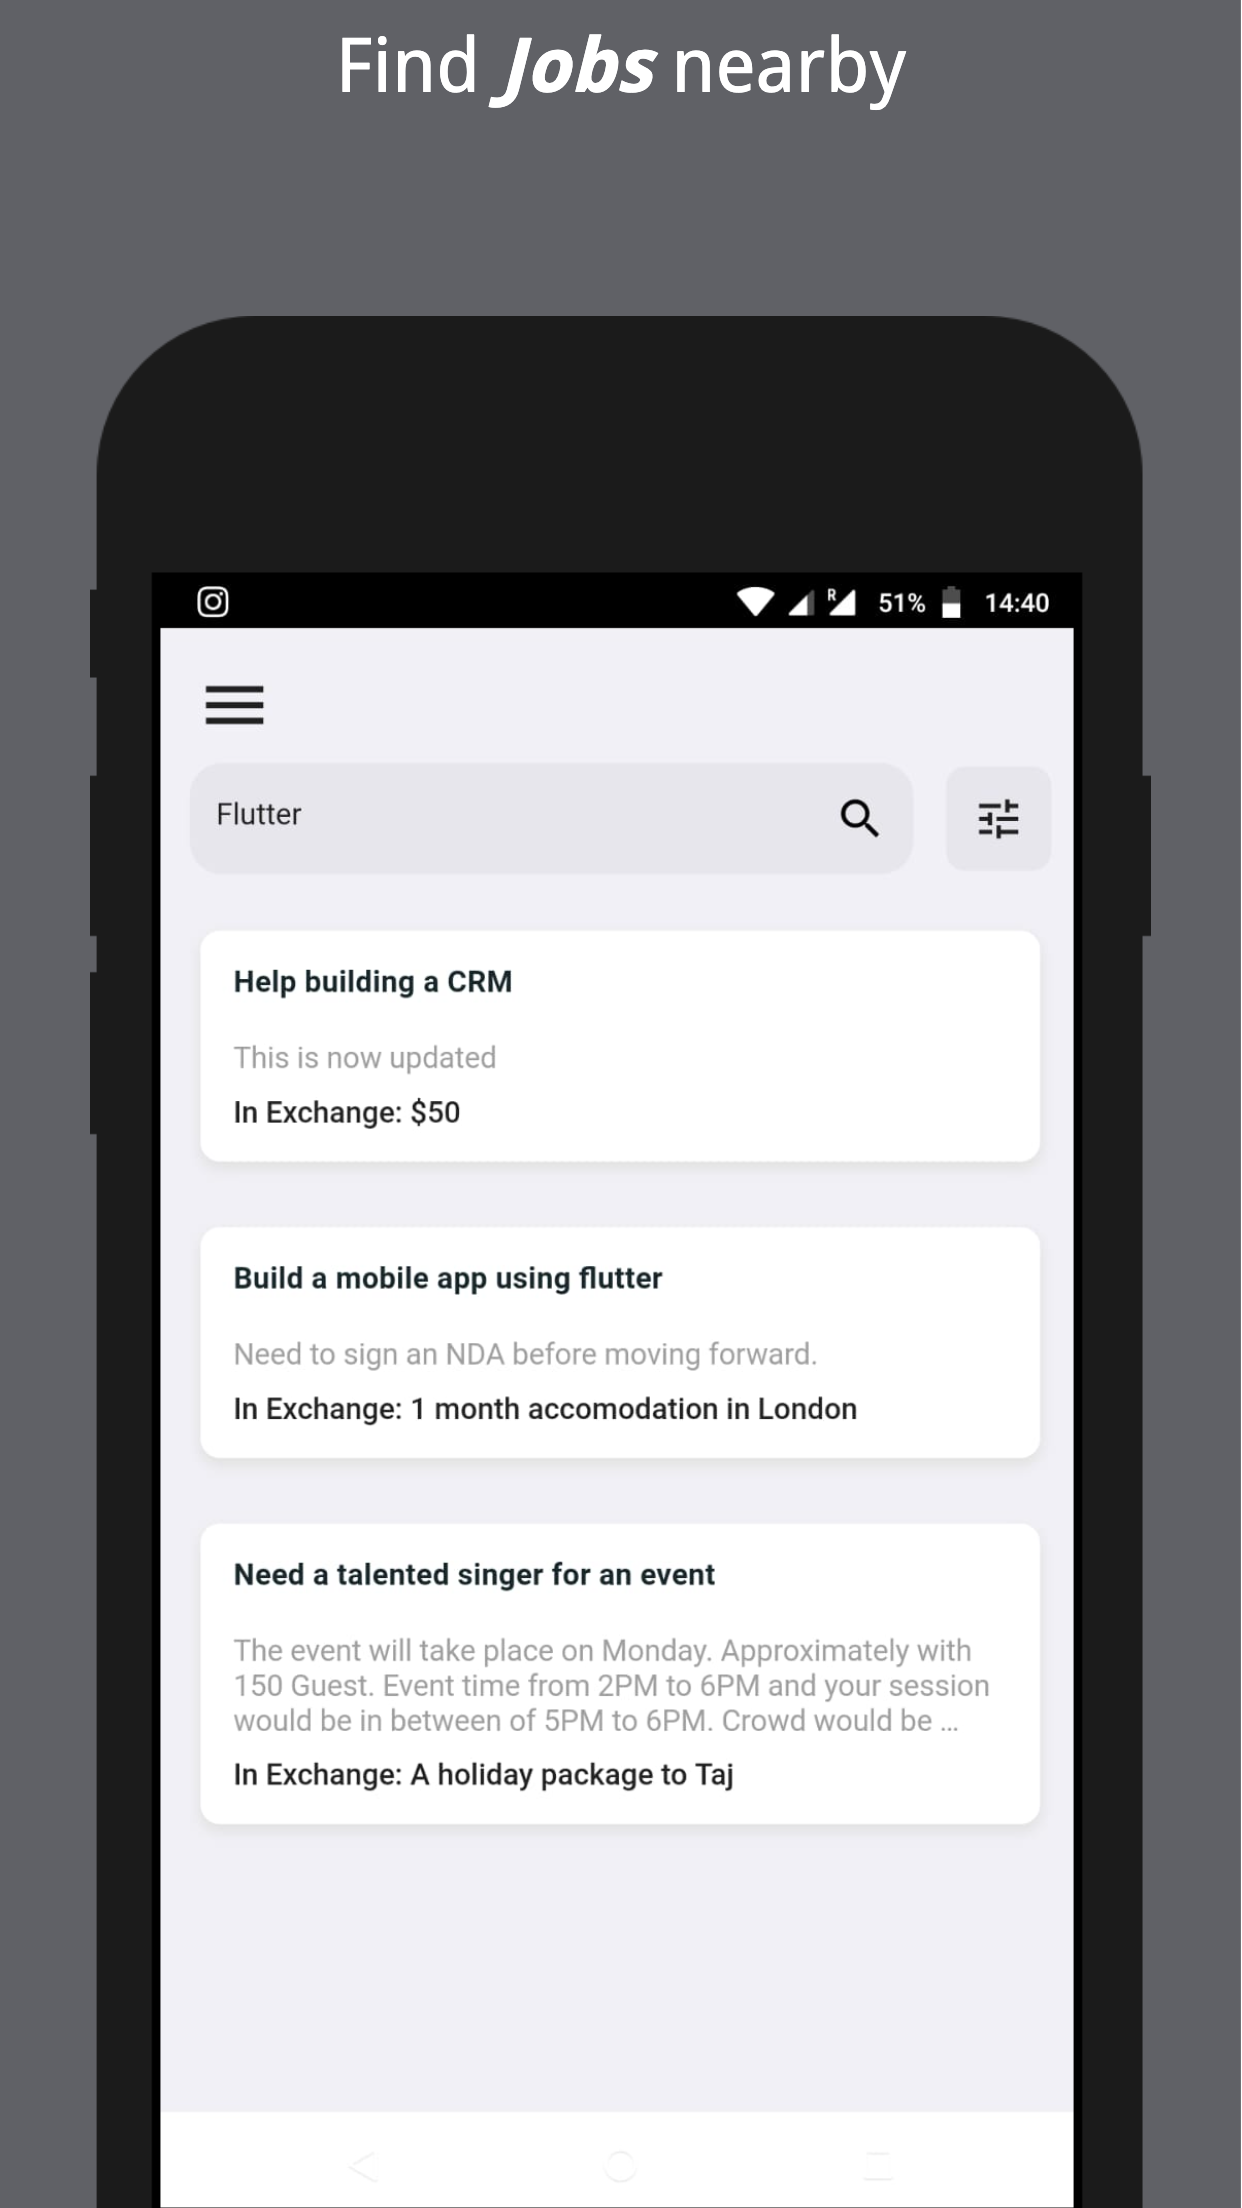 Find Jobs nearby
R 51% 14:40
Flutter
Help building a CRM
This is now updated
In Exchange: $50
Build a mobile app using flutter
Need to sign an NDA before moving forward.
In Exchange: 1 month accomodation in London
Need a talented singer for an event
The event will take place on Monday. Approximately with
150 Guest. Event time from 2PM to 6PM and your session
would be in between of 5PM to 6PM. Crowd would be ...
In Exchange: A holiday package to Taj